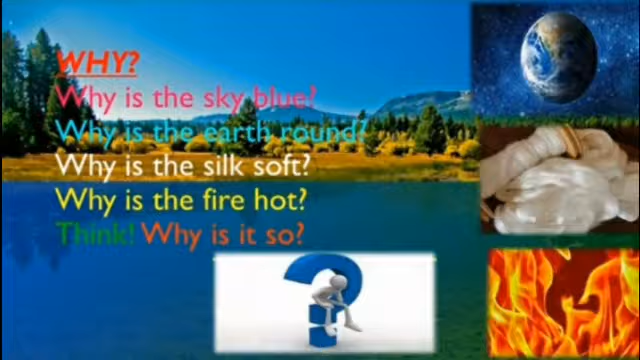 WHY?
Why is the sky blue?
Why is the earth round?
Why is the silk soft?
Why is the fire hot?
Think! Why is it so?